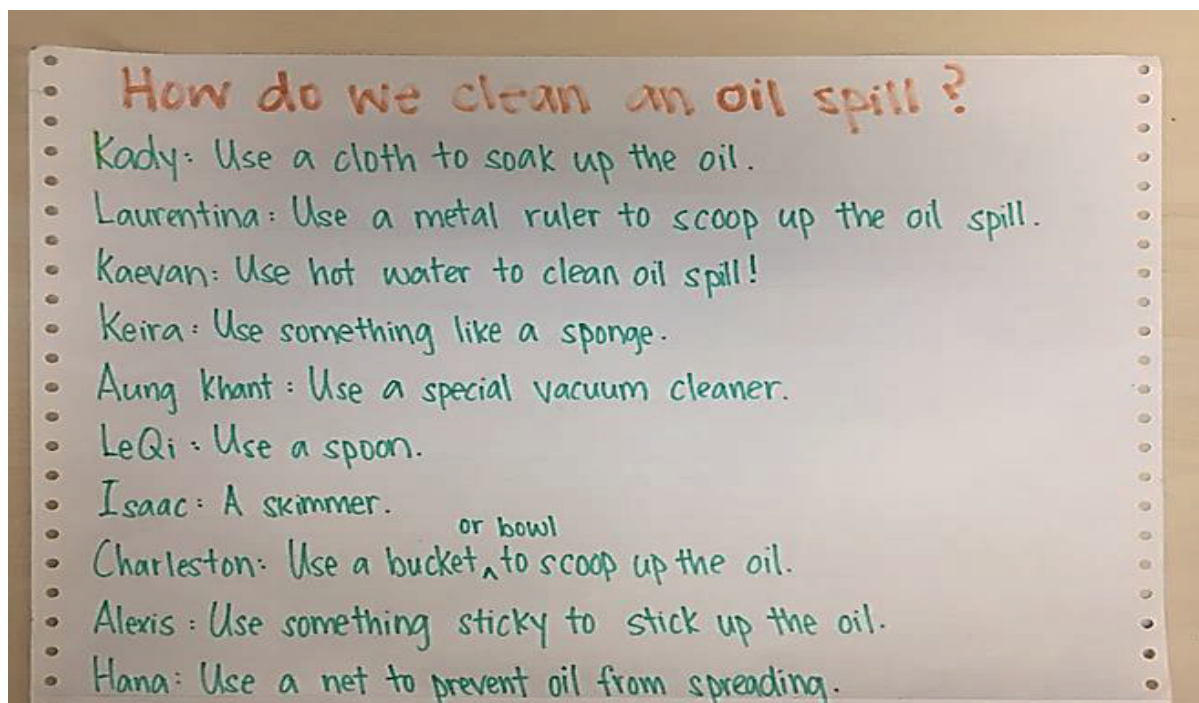 How do we clean an oil spill?
Kady: Use a cloth to soak up the oil.
Laurentina: Use a metal ruler to scoop up the oil spill.
Kaevan: Use hot water to clean oil spill!
Keira: Use something like a sponge.
Aung Khant: Use a special vacuum cleaner.
LeQi: Use a spoon.
Isaac: A skimmer.
or bowl
Charleston: Use a bucket ^ to scoop up the oil.
Alexis: Use something sticky to stick up the oil.
Hana: Use a net to prevent oil from spreading.